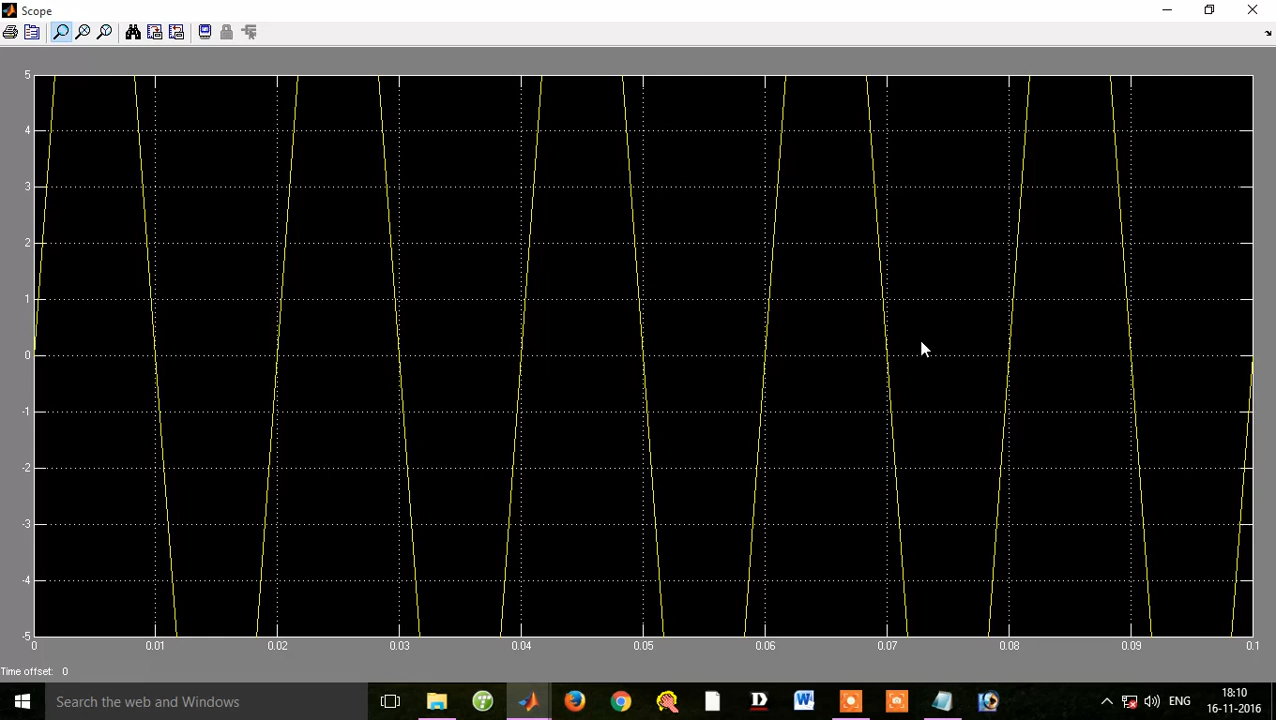 Scope
5
4
3
2
1
0
-1
-2
-3
-4
-5
0 0.01 0.02 0.03 0.04 0.05 0.06 0.07 0.08 0.09 0.1
Time offset: 0
Search the web and Windows
ENG
18:10
16-11-2016